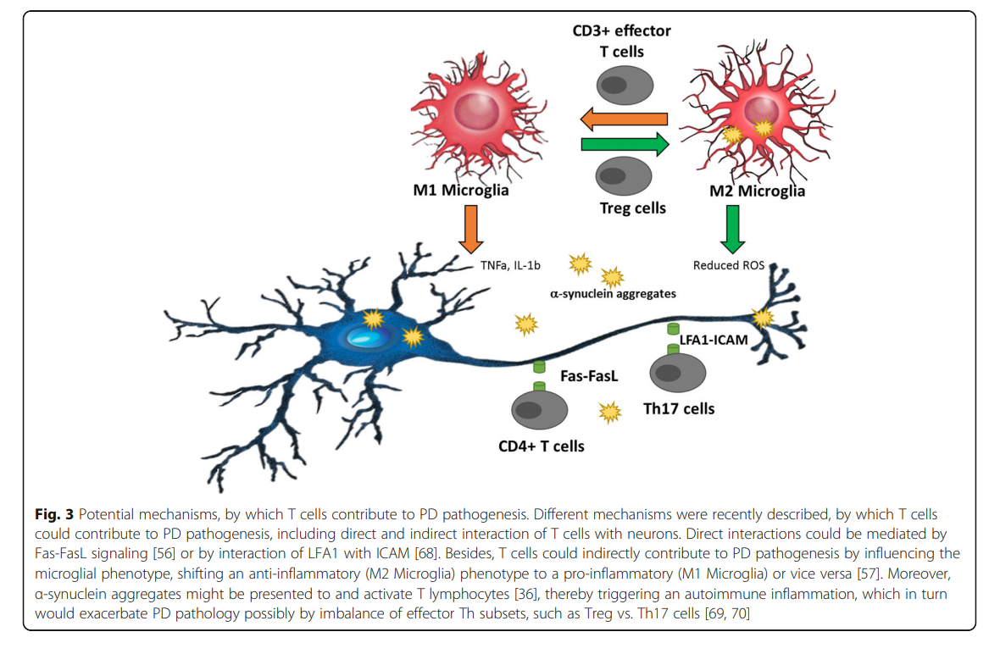 CD3+ effector
T cells
M1 Microglia
M2 Microglia
Treg cells
TNFa, IL-1b
Reduced ROS
α-synuclein aggregates
LFA1-ICAM
Fas-FasL
Th17 cells
CD4+ T cells
Fig. 3 Potential mechanisms, by which T cells contribute to PD pathogenesis. Different mechanisms were recently described, by which T cells
could contribute to PD pathogenesis, including direct and indirect interaction of T cells with neurons. Direct interactions could be mediated by
Fas-FasL signaling [56] or by interaction of LFA1 with ICAM [68]. Besides, T cells could indirectly contribute to PD pathogenesis by influencing the
microglial phenotype, shifting an anti-inflammatory (M2 Microglia) phenotype to a pro-inflammatory (M1 Microglia) or vice versa [57]. Moreover,
α-synuclein aggregates might be presented to and activate T lymphocytes [36], thereby triggering an autoimmune inflammation, which in turn
would exacerbate PD pathology possibly by imbalance of effector Th subsets, such as Treg vs. Th17 cells [69, 70]